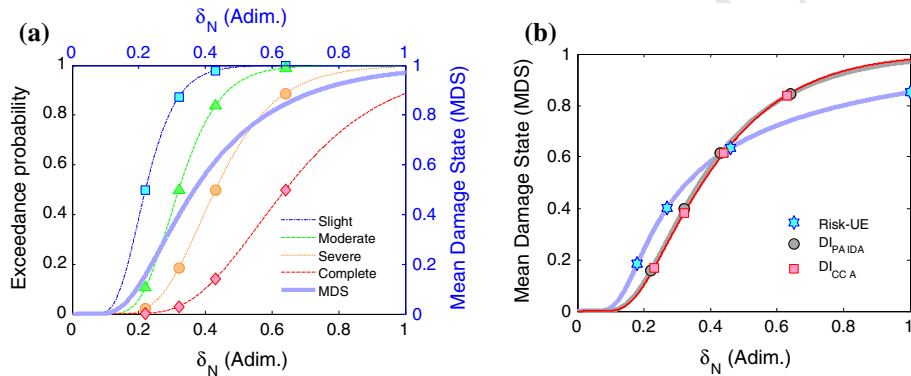 (a)
δN (Adim.)
0 0.2 0.4 0.6 0.8 1
Exceedence probability
1
0.8
0.6
0.4
0.2
0
Slight
Moderate
Severe
Complete
MDS
1
0.8
0.6
0.4
0.2
0
Mean Damage State (MDS)
0 0.2 0.4 0.6 0.8 1
δN (Adim.)
(b)
Mean Damage State (MDS)
1
0.8
0.6
0.4
0.2
0
Risk-UE
DIPA IDA
DICC A
0 0.2 0.4 0.6 0.8 1
δN (Adim.)